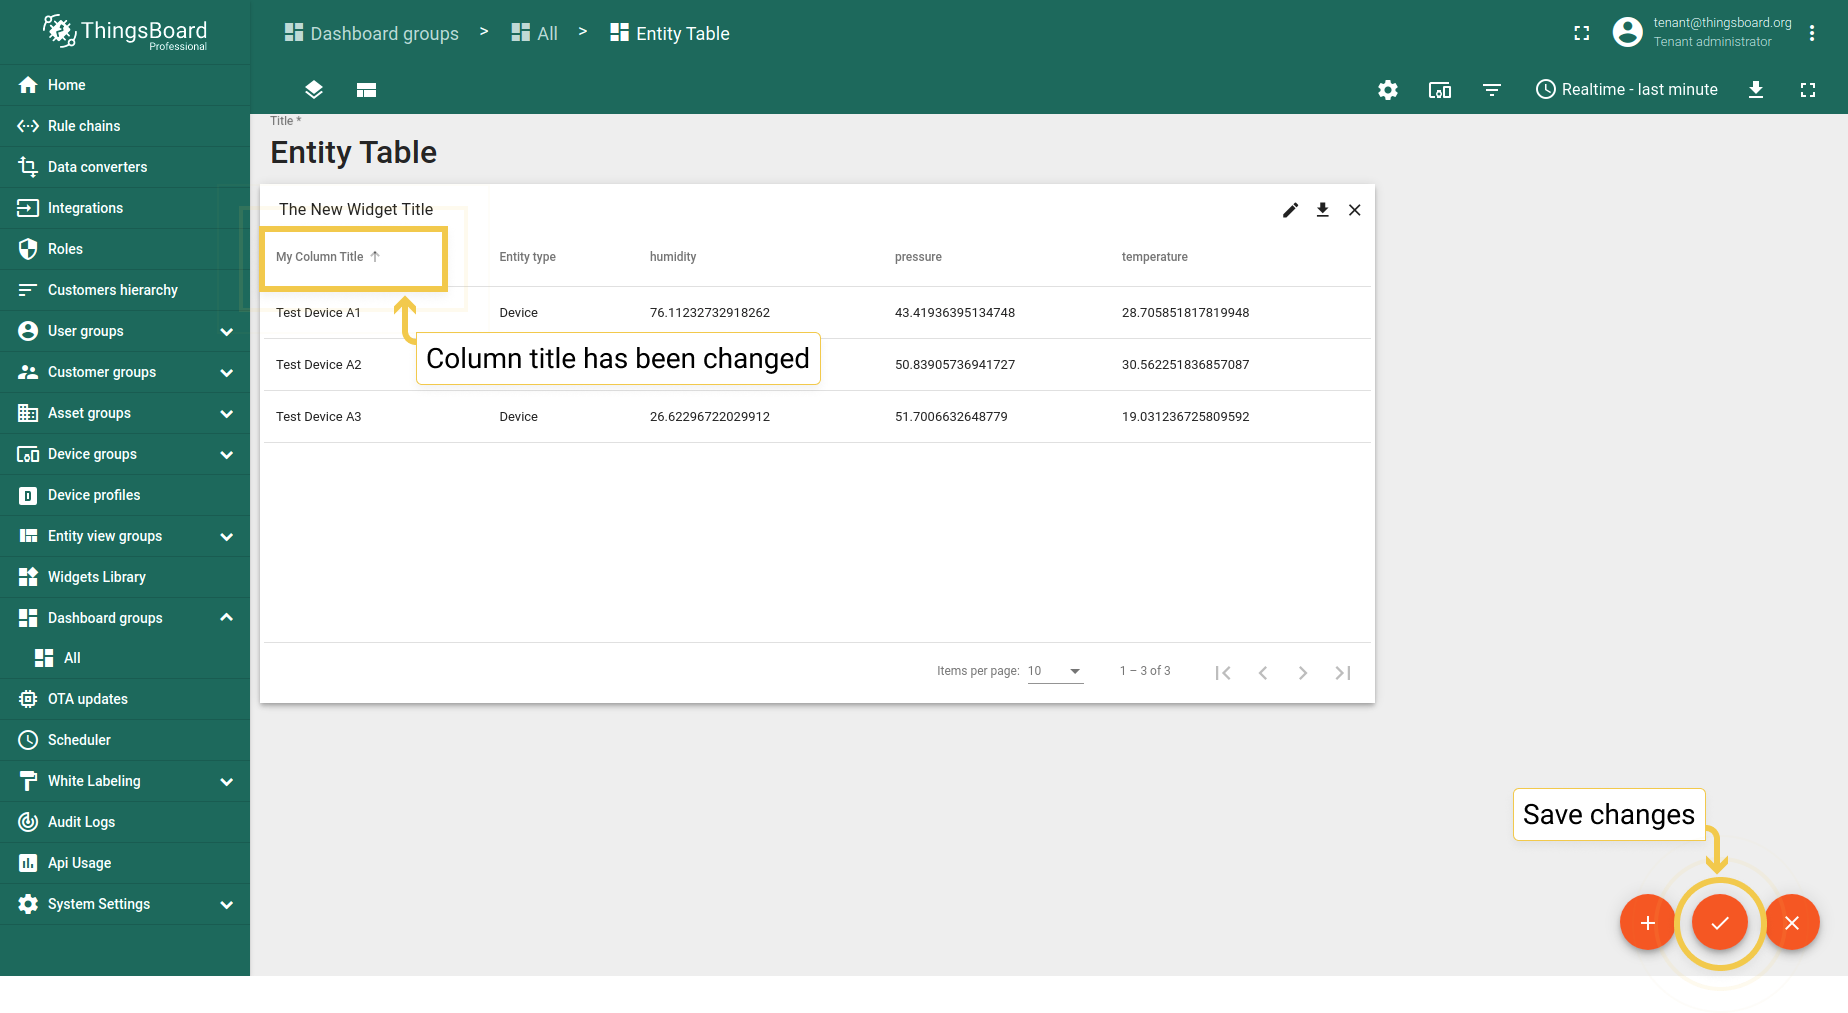 ThingsBoard
Professional
Dashboard groups > All > Entity Table
tenant@thingsboard.org
Tenant administrator
Home
Rule chains
Data converters
Integrations
Roles
Customers hierarchy
User groups
Customer groups
Asset groups
Device groups
Device profiles
Entity view groups
Widgets Library
Dashboard groups
All
OTA updates
Scheduler
White Labeling
Audit Logs
Api Usage
System Settings
Realtime - last minute
Title *
Entity Table
The New Widget Title
My Column Title Entity type humidity pressure temperature
Test Device A1 Device 76.11232732918262 43.41936395134748 28.705851817819948
Column title has been changed
Test Device A2 50.83905736941727 30.562251836857087
Test Device A3 Device 26.62296722029912 51.7006632648779 19.031236725809592
Items per page: 10 1 – 3 of 3
Save changes